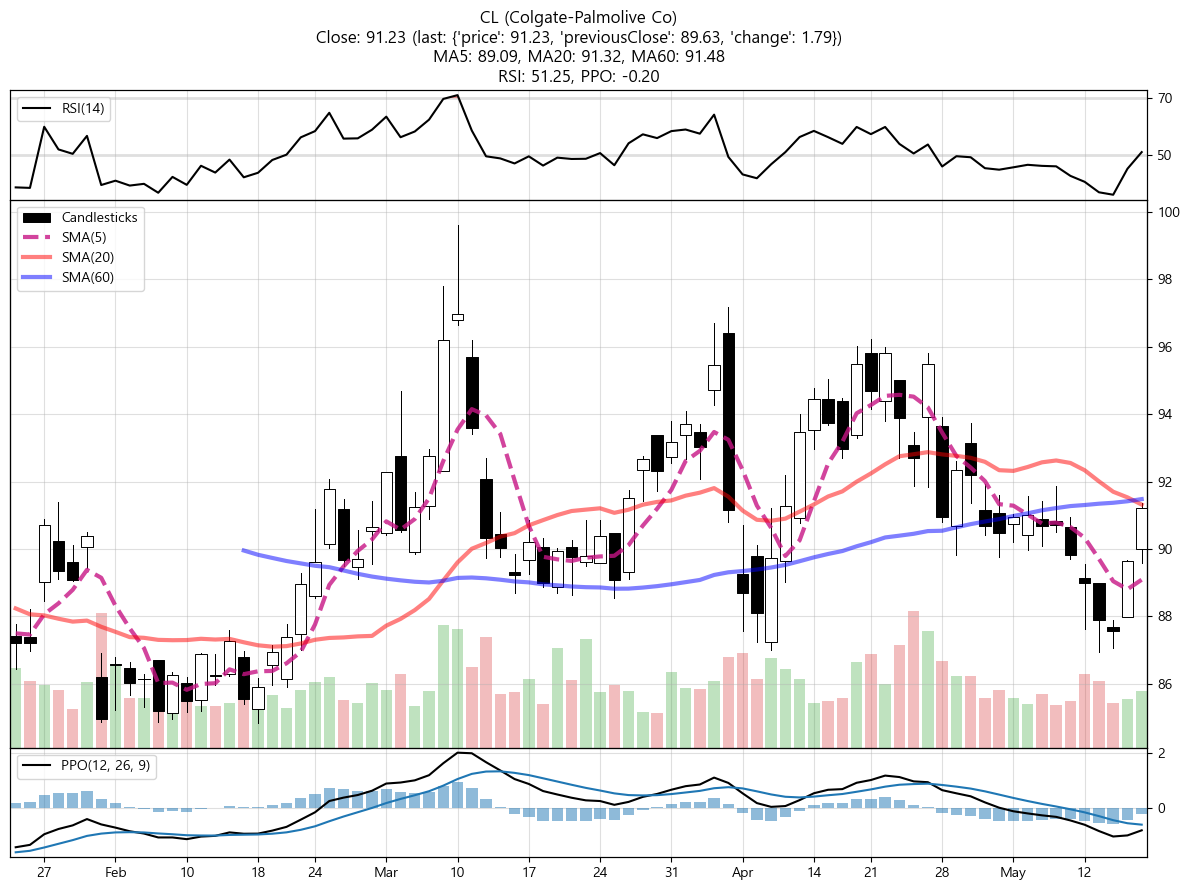 CL (Colgate-Palmolive Co)
Close: 91.23 (last: {'price': 91.23, 'previousClose': 89.63, 'change': 1.79})
MA5: 89.09, MA20: 91.32, MA60: 91.48
RSI: 51.25, PPO: -0.20
RSI(14)
70
50
Candlesticks
SMA(5)
SMA(20)
SMA(60)
100
98
96
94
92
90
88
86
PPO(12, 26, 9)
2
0
27 Feb 10 18 24 Mar 10 17 24 31 Apr 14 21 28 May 12